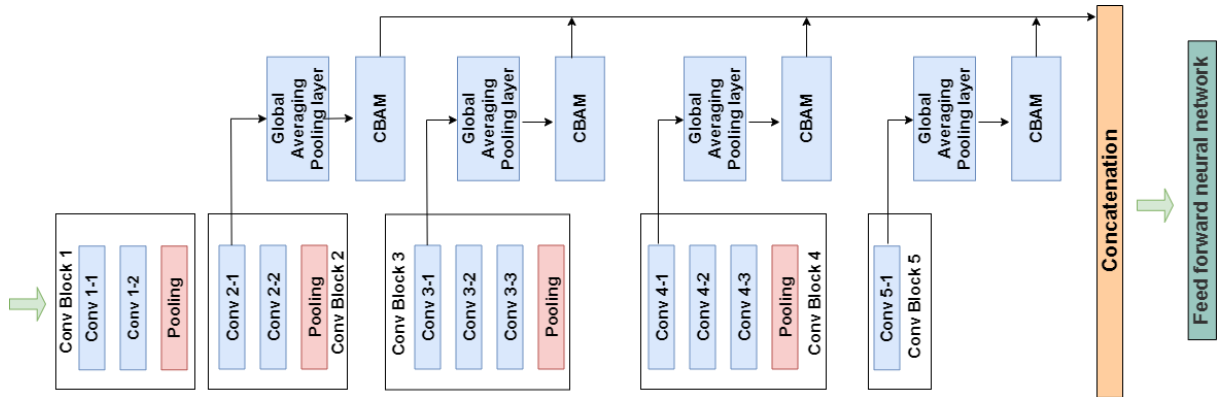 Global
Averaging
Pooling layer
CBAM
Global
Averaging
Pooling layer
CBAM
Global
Averaging
Pooling layer
CBAM
Global
Averaging
Pooling layer
CBAM
Conv Block 1
Conv 1-1
Conv 1-2
Pooling
Conv 2-1
Conv 2-2
Pooling
Conv Block 2
Conv Block 3
Conv 3-1
Conv 3-2
Conv 3-3
Pooling
Conv 4-1
Conv 4-2
Conv 4-3
Pooling
Conv Block 4
Conv 5-1
Conv Block 5
Concatenation
Feed forward neural network